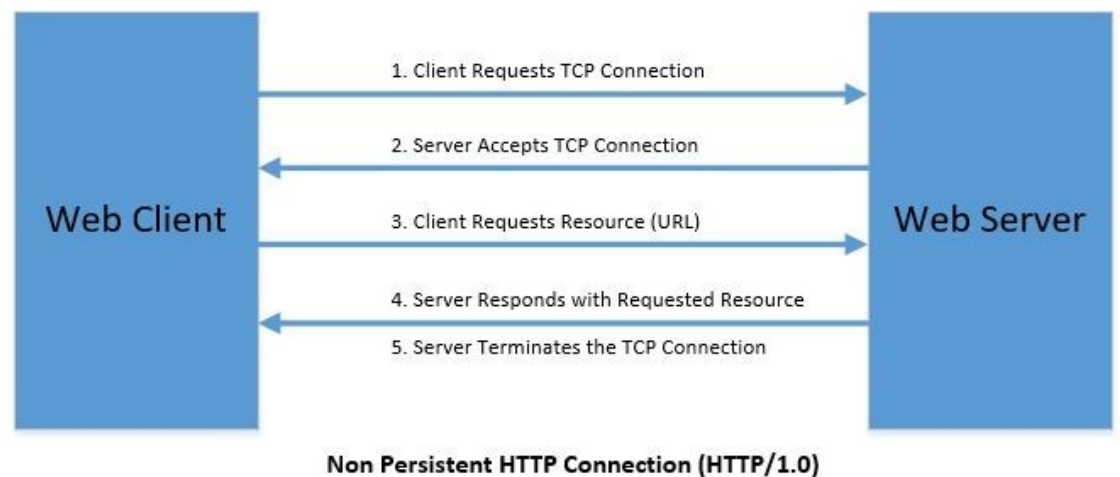 1. Client Requests TCP Connection
2. Server Accepts TCP Connection
Web Client
3. Client Requests Resource (URL)
Web Server
4. Server Responds with Requested Resource
5. Server Terminates the TCP Connection
Non Persistent HTTP Connection (HTTP/1.0)